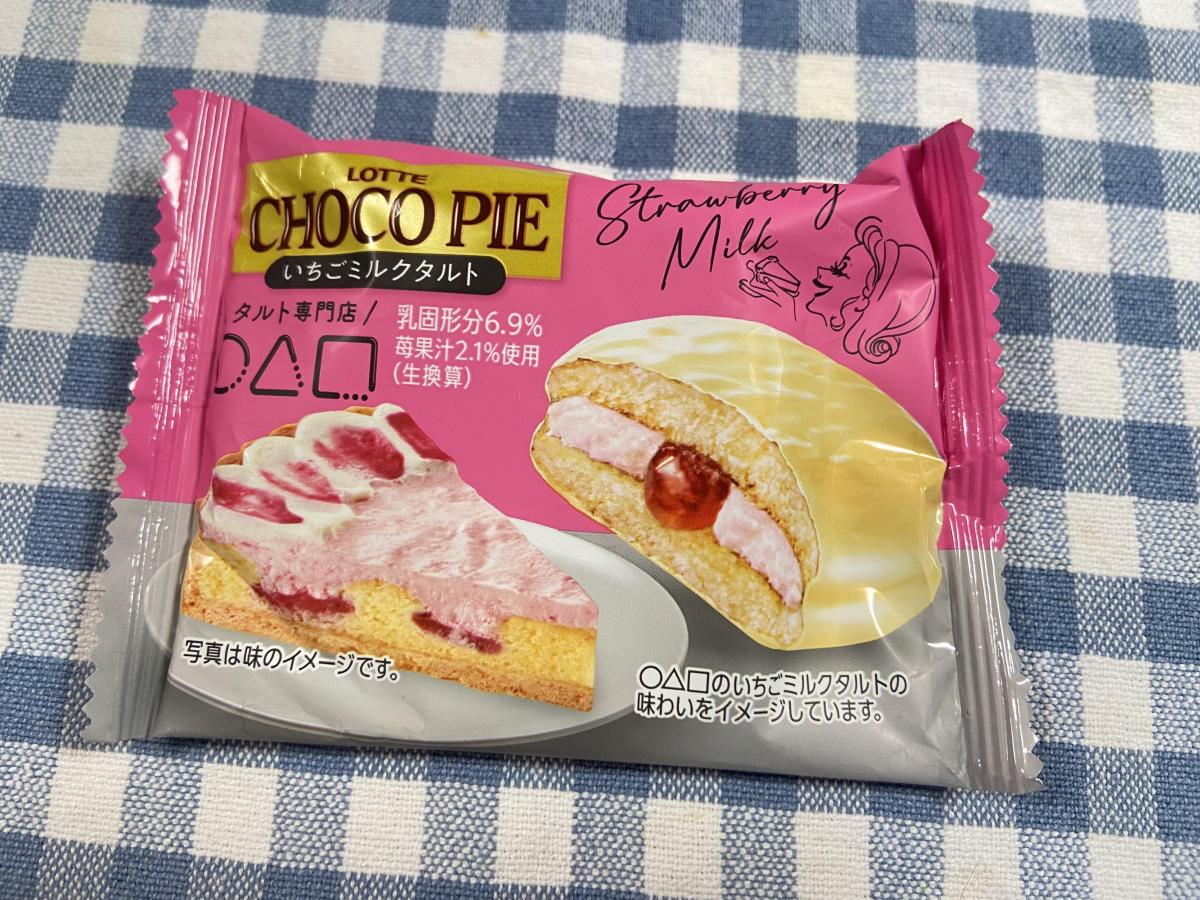 LOTTE
CHOCO PIE
いちごミルクタルト
Strawberry
Milk
タルト専門店/
○△□...
乳固形分6.9%
苺果汁2.1%使用
(生換算)
写真は味のイメージです。
○△□のいちごミルクタルトの
味わいをイメージしています。